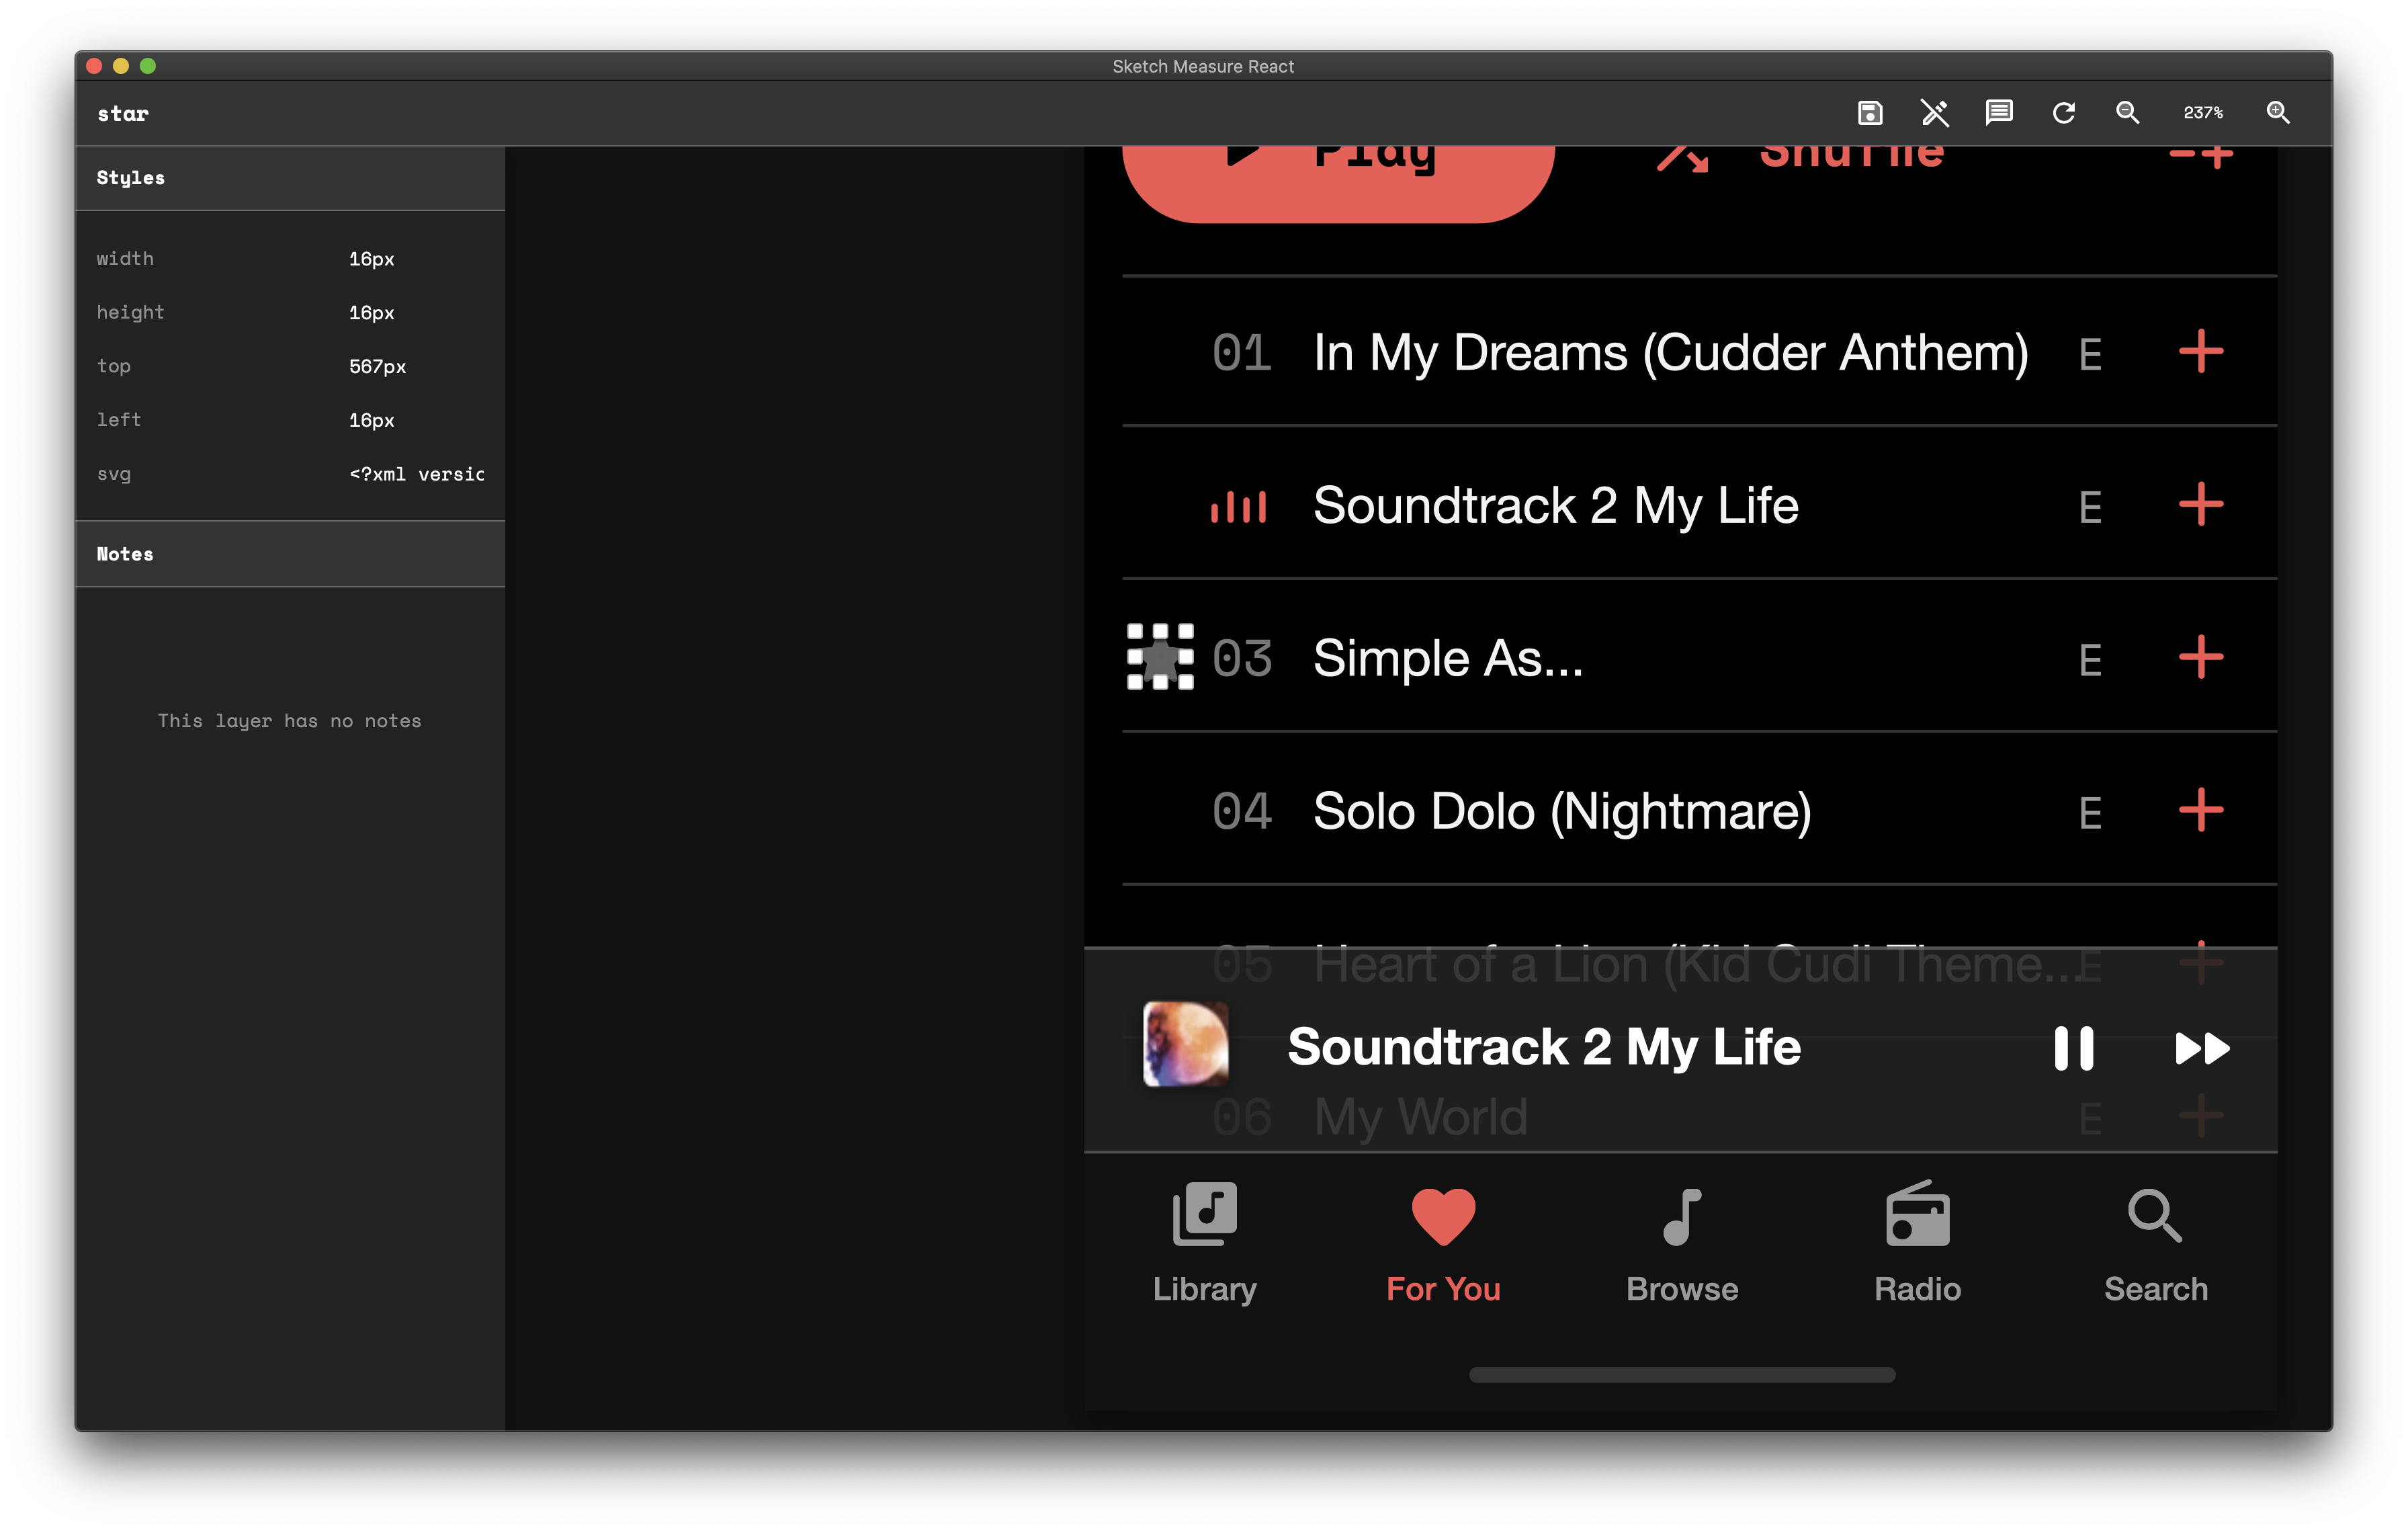 Sketch Measure React
star
237%
Styles
width 16px
height 16px
top 567px
left 16px
svg <?xml versic
Notes
This layer has no notes
Play Shuffle
01 In My Dreams (Cudder Anthem) E
Soundtrack 2 My Life E
03 Simple As... E
04 Solo Dolo (Nightmare) E
05 Heart of a Lion (Kid Cudi Theme... E
Soundtrack 2 My Life
06 My World E
Library For You Browse Radio Search